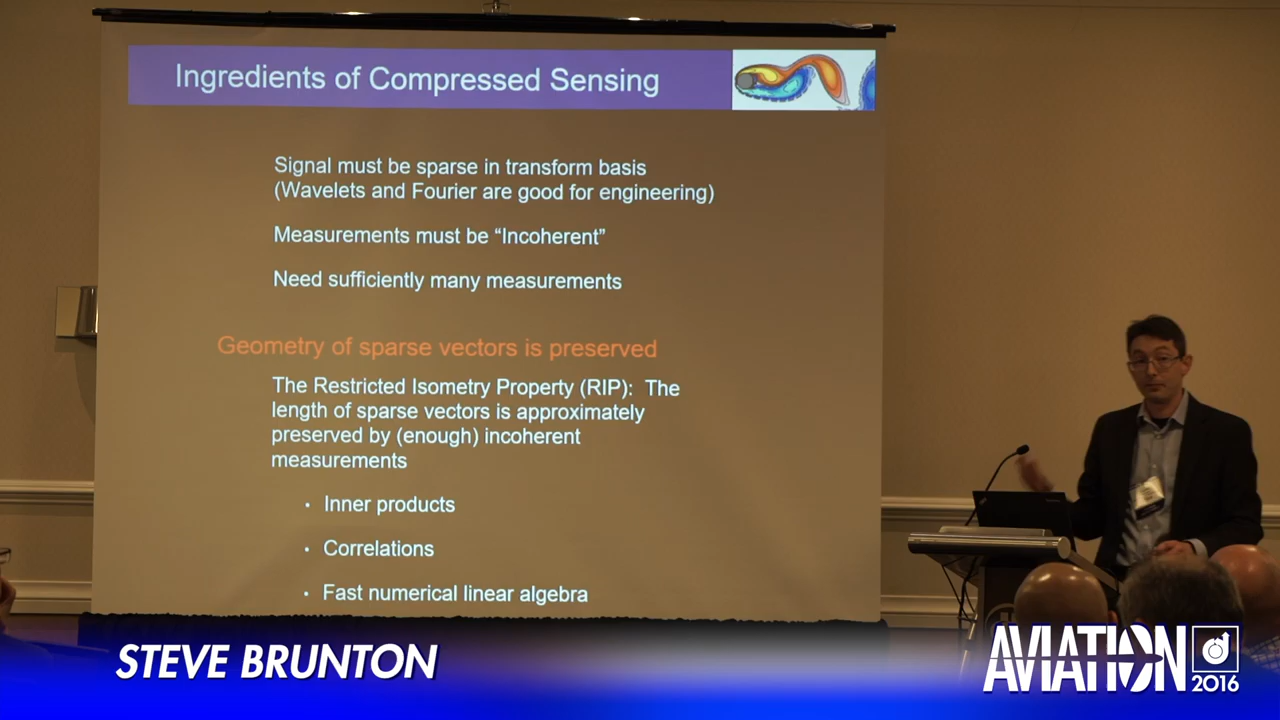 Ingredients of Compressed Sensing
Signal must be sparse in transform basis
(Wavelets and Fourier are good for engineering)
Measurements must be “Incoherent”
Need sufficiently many measurements
Geometry of sparse vectors is preserved
The Restricted Isometry Property (RIP): The
length of sparse vectors is approximately
preserved by (enough) incoherent
measurements
· Inner products
· Correlations
· Fast numerical linear algebra
STEVE BRUNTON
AVIATION
2016